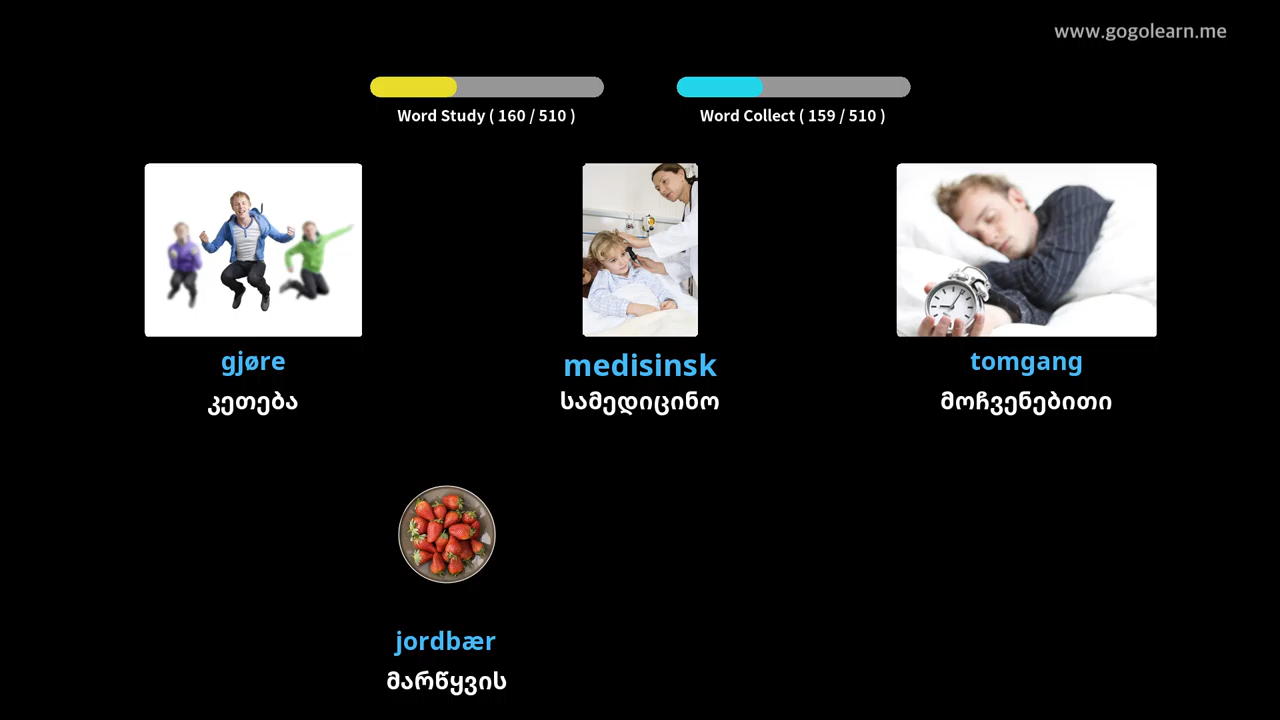 www.gogolearn.me
Word Study ( 160 / 510 )
Word Collect ( 159 / 510 )
gjøre
medisinsk
tomgang
კეთება
სამედიცინო
მოჩვენებითი
jordbær
მარწყვის